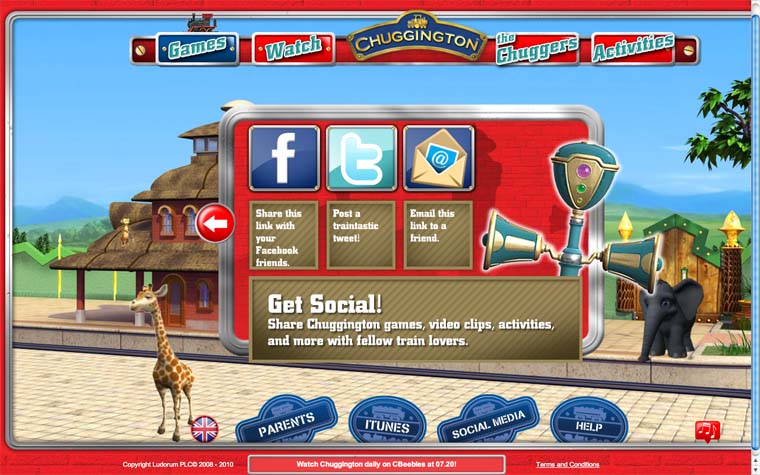 Games
Watch
CHUGGINGTON
the
Chuggers
Activities
f
t
@
Share this
link with
your
Facebook
friends.
Post a
traintastic
tweet!
Email this
link to a
friend.
Get Social!
Share Chuggington games, video clips, activities,
and more with fellow train lovers.
PARENTS
ITUNES
SOCIAL MEDIA
HELP
Copyright Ludorum PLC© 2008 - 2010
Watch Chuggington daily on CBeebies at 07.20!
Terms and Conditions